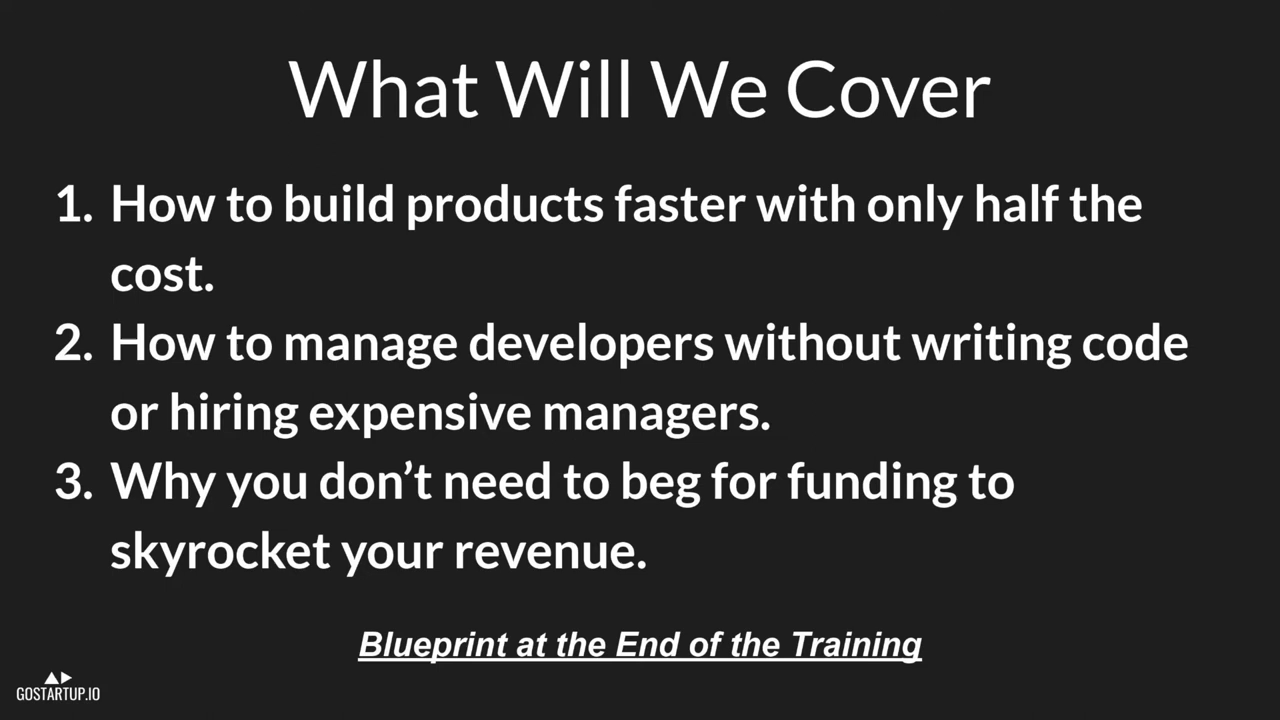 What Will We Cover
1. How to build products faster with only half the
cost.
2. How to manage developers without writing code
or hiring expensive managers.
3. Why you don’t need to beg for funding to
skyrocket your revenue.
Blueprint at the End of the Training
GOSTARTUP.IO